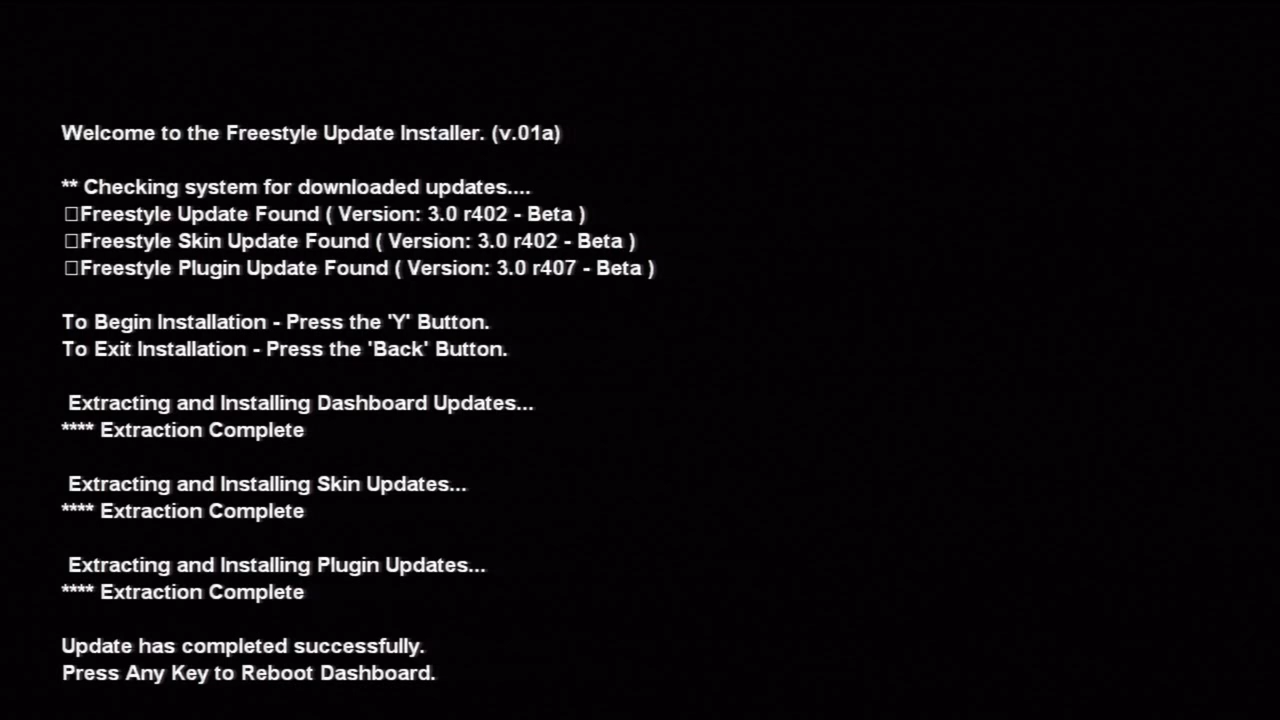 Welcome to the Freestyle Update Installer. (v.01a)
** Checking system for downloaded updates....
□Freestyle Update Found ( Version: 3.0 r402 - Beta )
□Freestyle Skin Update Found ( Version: 3.0 r402 - Beta )
□Freestyle Plugin Update Found ( Version: 3.0 r407 - Beta )
To Begin Installation - Press the 'Y' Button.
To Exit Installation - Press the 'Back' Button.
Extracting and Installing Dashboard Updates...
**** Extraction Complete
Extracting and Installing Skin Updates...
**** Extraction Complete
Extracting and Installing Plugin Updates...
**** Extraction Complete
Update has completed successfully.
Press Any Key to Reboot Dashboard.